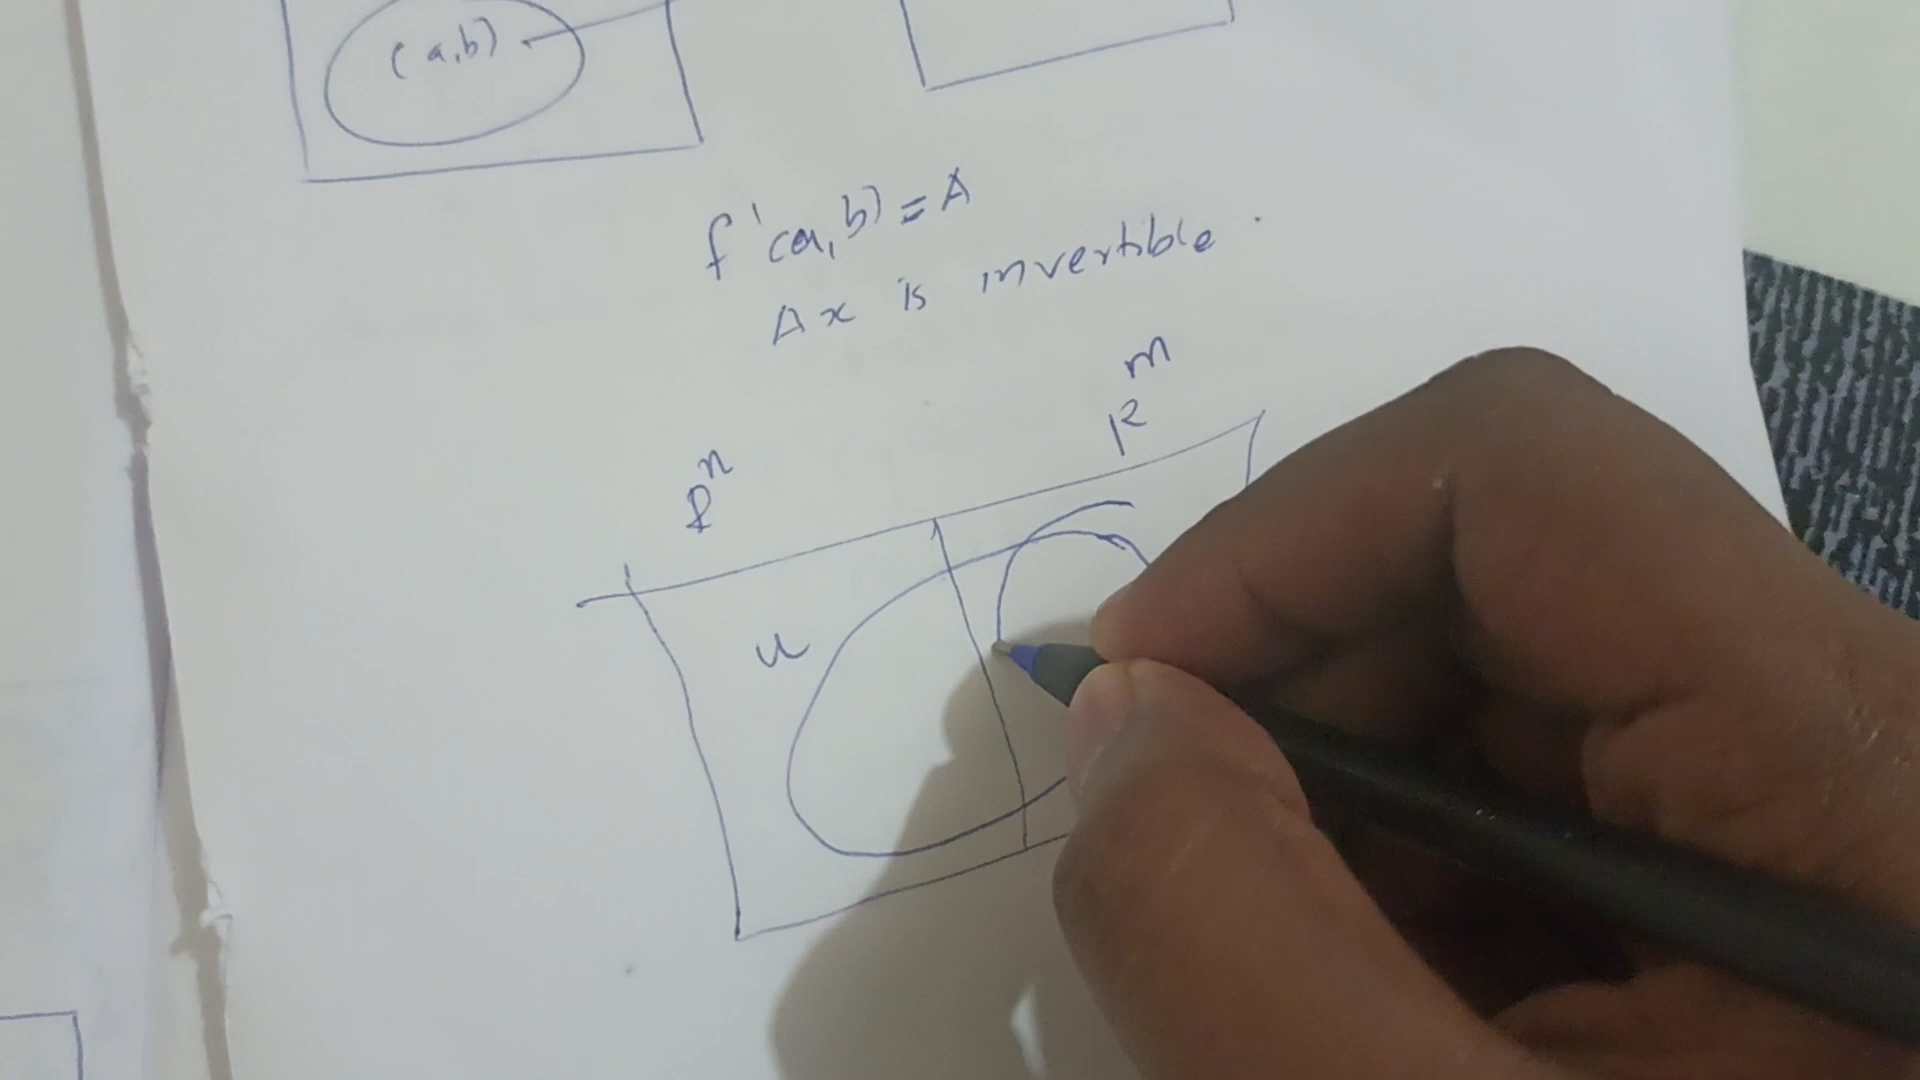 (a,b)
f'(a,b) = A
Ax is invertible.
R^n R^m
u